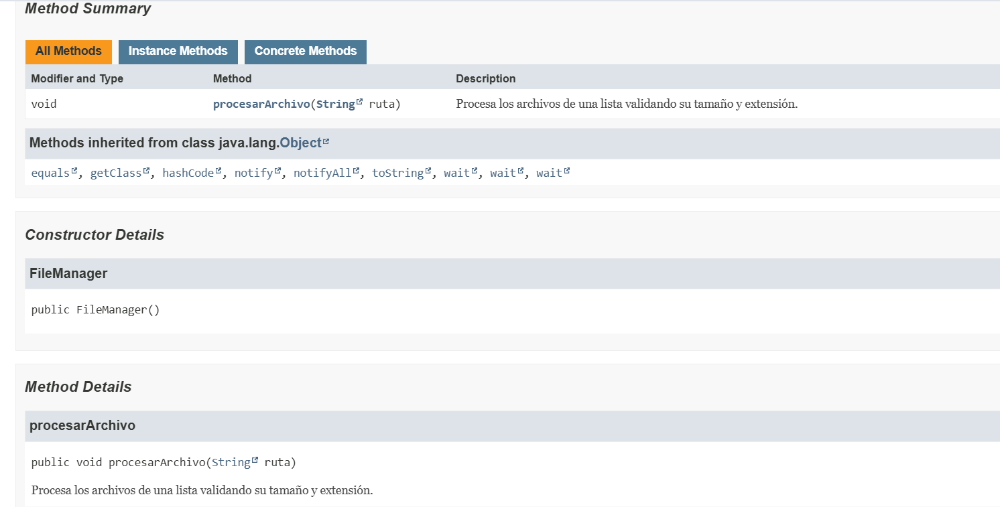 Method Summary
All Methods Instance Methods Concrete Methods
Modifier and Type Method Description
void procesarArchivo(String ruta) Procesa los archivos de una lista validando su tamaño y extensión.
Methods inherited from class java.lang.Object
equals, getClass, hashCode, notify, notifyAll, toString, wait, wait, wait
Constructor Details
FileManager
public FileManager()
Method Details
procesarArchivo
public void procesarArchivo(String ruta)
Procesa los archivos de una lista validando su tamaño y extensión.